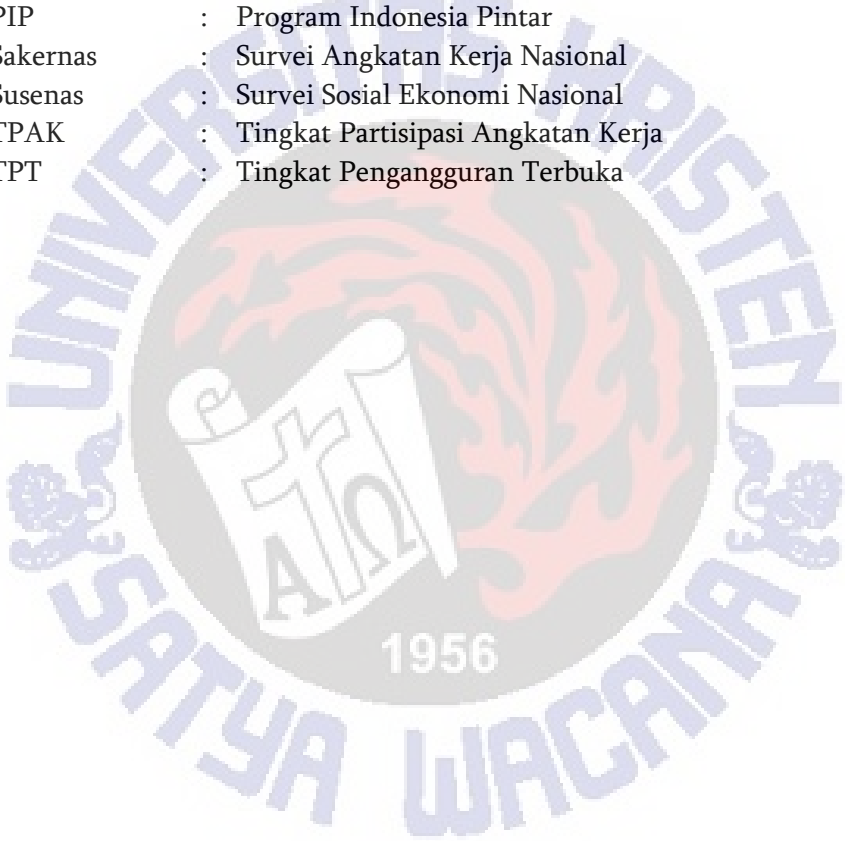 PIP : Program Indonesia Pintar
Sakernas : Survei Angkatan Kerja Nasional
Susenas : Survei Sosial Ekonomi Nasional
TPAK : Tingkat Partisipasi Angkatan Kerja
TPT : Tingkat Pengangguran Terbuka
UNIVERSITAS KRISTEN
Α Ω
1956
SATYA WACANA